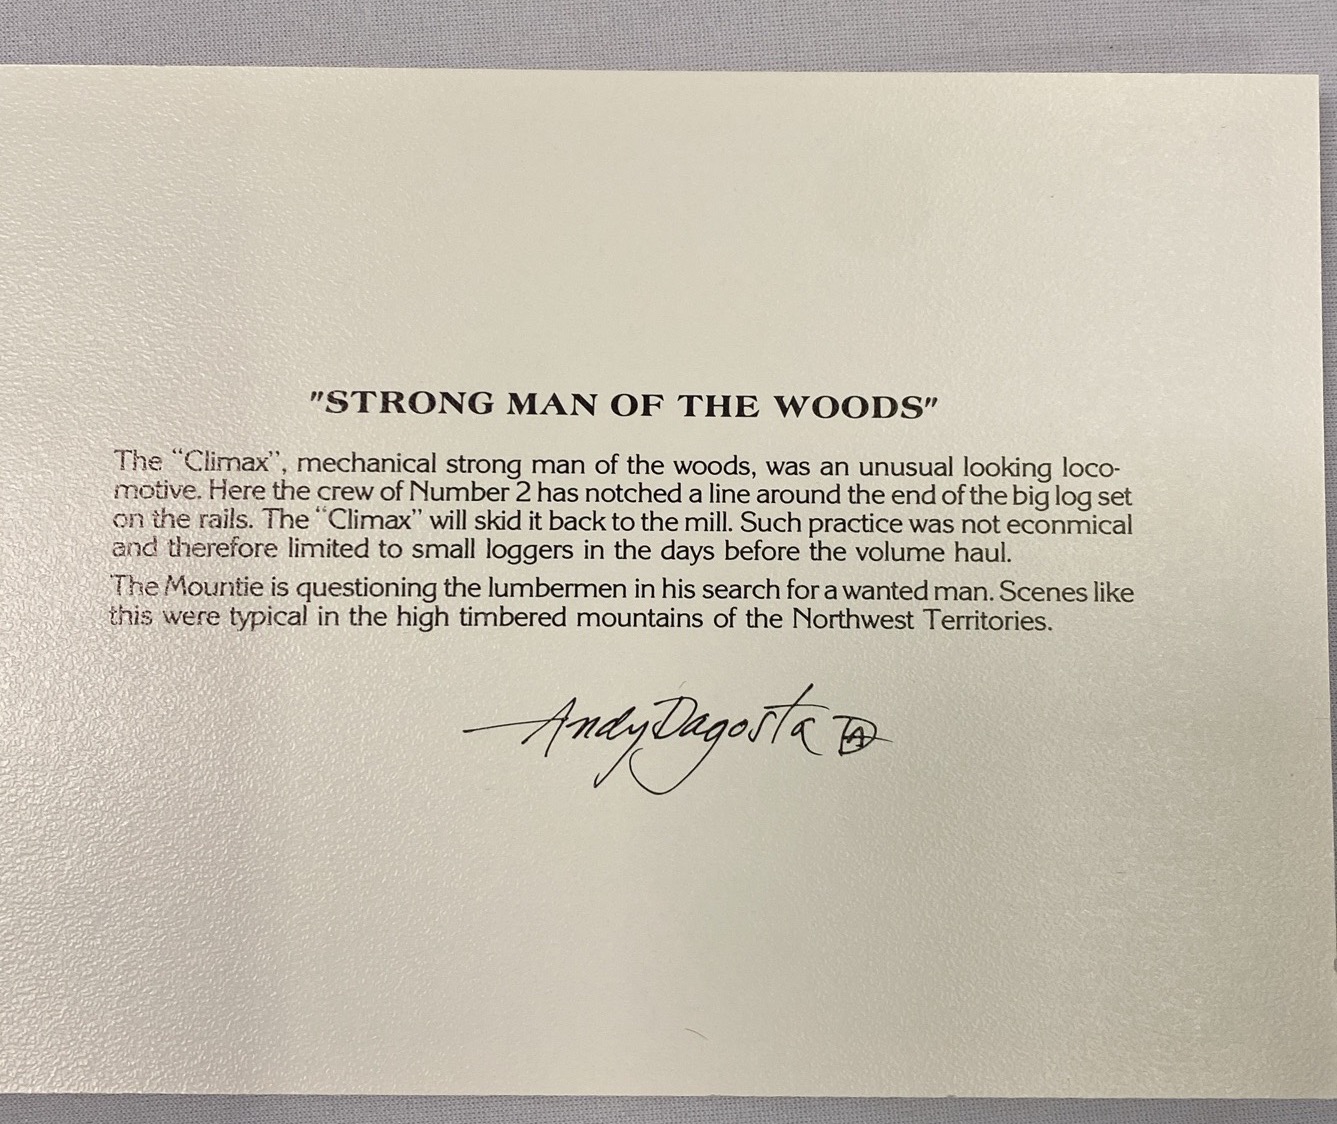 "STRONG MAN OF THE WOODS"
The “Climax”, mechanical strong man of the woods, was an unusual looking loco-
motive. Here the crew of Number 2 has notched a line around the end of the big log set
on the rails. The “Climax” will skid it back to the mill. Such practice was not econmical
and therefore limited to small loggers in the days before the volume haul.
The Mountie is questioning the lumbermen in his search for a wanted man. Scenes like
this were typical in the high timbered mountains of the Northwest Territories.
Andy Dagosta